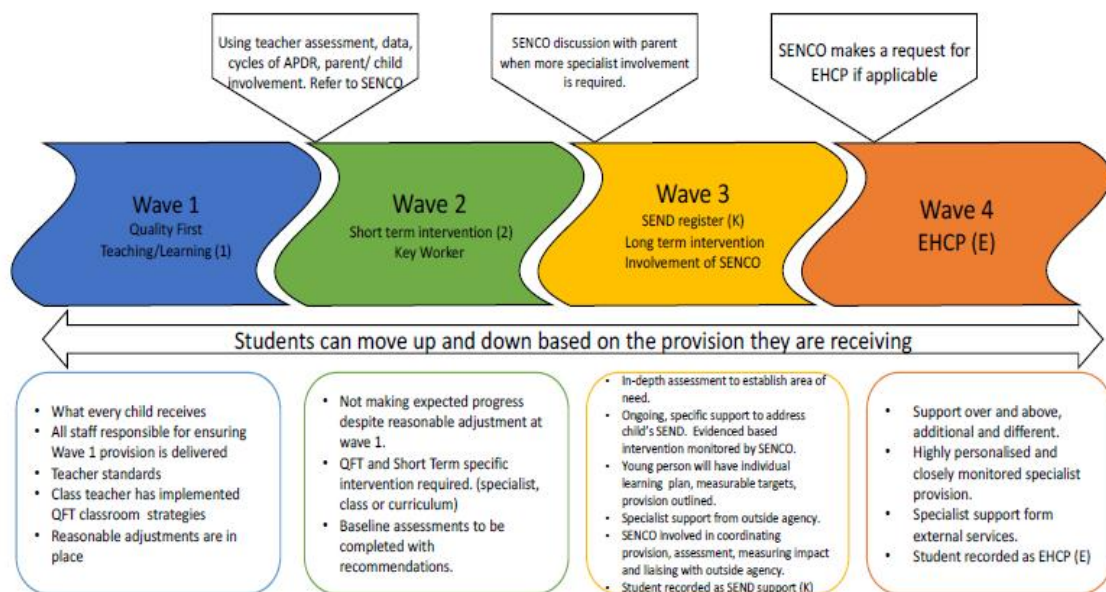 Using teacher assessment, data,
cycles of APDR, parent/ child
involvement. Refer to SENCO
SENCO discussion with parent
when more specialist involvement
is required.
SENCO makes a request for
EHCP if applicable
Wave 1
Quality First
Teaching/Learning (1)
Wave 2
Short term intervention (2)
Key Worker
Wave 3
SEND register (K)
Long term intervention
Involvement of SENCO
Wave 4
EHCP (E)
Students can move up and down based on the provision they are receiving
• What every child receives
• All staff responsible for ensuring
Wave 1 provision is delivered
• Teacher standards
• Class teacher has implemented
QFT classroom strategies
• Reasonable adjustments are in
place
• Not making expected progress
despite reasonable adjustment at
wave 1.
• QFT and Short Term specific
intervention required. (specialist,
class or curriculum)
• Baseline assessments to be
completed with
recommendations.
• In-depth assessment to establish area of
need.
• Ongoing, specific support to address
child's SEND. Evidenced based
intervention monitored by SENCO.
• Young person will have individual
learning plan, measurable targets,
provision outlined.
• Specialist support from outside agency.
• SENCO involved in coordinating
provision, assessment, measuring impact
and liaising with outside agency.
• Student recorded as SEND support (K)
• Support over and above,
additional and different.
• Highly personalised and
closely monitored specialist
provision.
• Specialist support form
external services.
• Student recorded as EHCP (E)